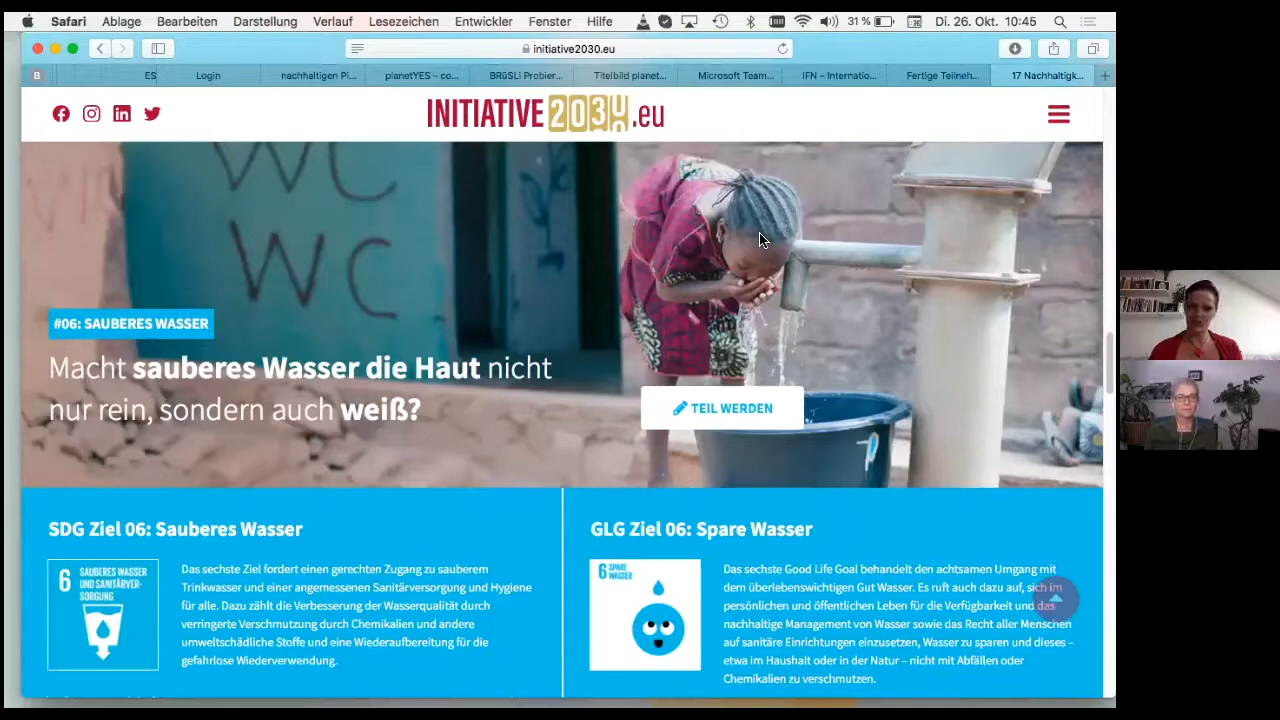 Safari Ablage Bearbeiten Darstellung Verlauf Lesezeichen Entwickler Fenster Hilfe 31 % Di. 26. Okt. 10:45
initiative2030.eu
B ES Login nachhaltigen Pi... planetYES – co... BRüSLi Probier... Titelbild planet... Microsoft Team... IFN – Internatio... Fertige Teilneh... 17 Nachhaltigk...
INITIATIVE2030.eu
WC
WC
#06: SAUBERES WASSER
Macht sauberes Wasser die Haut nicht
nur rein, sondern auch weiß?
TEIL WERDEN
SDG Ziel 06: Sauberes Wasser
6 SAUBERES WASSER
UND SANITÄRVER-
SORGUNG
Das sechste Ziel fordert einen gerechten Zugang zu sauberem
Trinkwasser und einer angemessenen Sanitärversorgung und Hygiene
für alle. Dazu zählt die Verbesserung der Wasserqualität durch
verringerte Verschmutzung durch Chemikalien und andere
umweltschädliche Stoffe und eine Wiederaufbereitung für die
gefahrlose Wiederverwendung.
GLG Ziel 06: Spare Wasser
6 SPARE
WASSER
Das sechste Good Life Goal behandelt den achtsamen Umgang mit
dem überlebenswichtigen Gut Wasser. Es ruft auch dazu auf, sich im
persönlichen und öffentlichen Leben für die Verfügbarkeit und das
nachhaltige Management von Wasser sowie das Recht aller Menschen
auf sanitäre Einrichtungen einzusetzen, Wasser zu sparen und dieses –
etwa im Haushalt oder in der Natur – nicht mit Abfällen oder
Chemikalien zu verschmutzen.